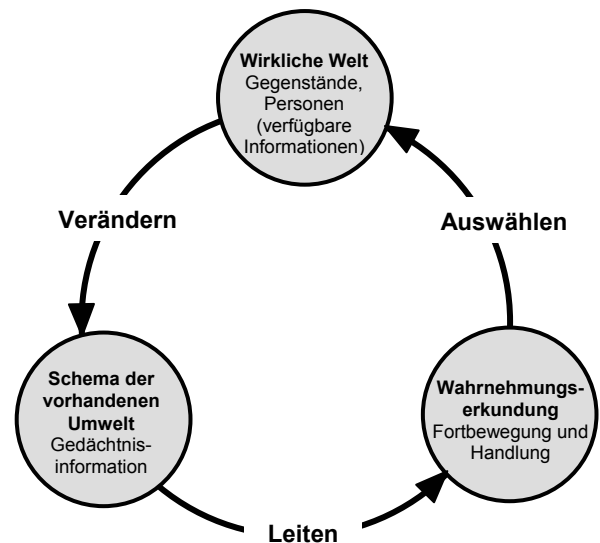 Wirkliche Welt
Gegenstände,
Personen
(verfügbare
Informationen)
Verändern
Auswählen
Schema der
vorhandenen
Umwelt
Gedächtnis-
information
Wahrnehmungs-
erkundung
Fortbewegung und
Handlung
Leiten